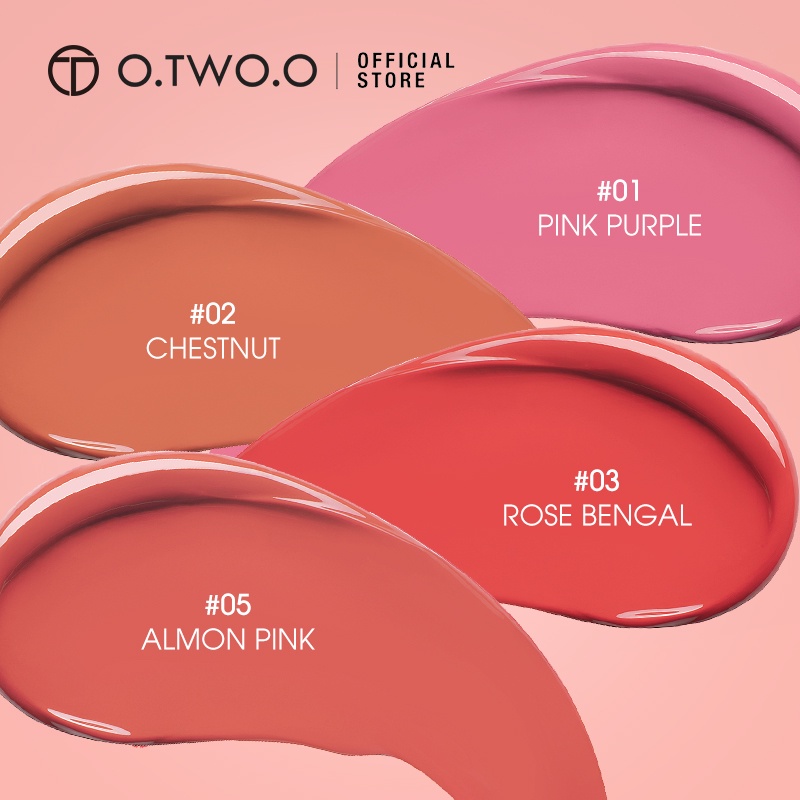 O.TWO.O
OFFICIAL
STORE
#01
PINK PURPLE
#02
CHESTNUT
#03
ROSE BENGAL
#05
ALMON PINK